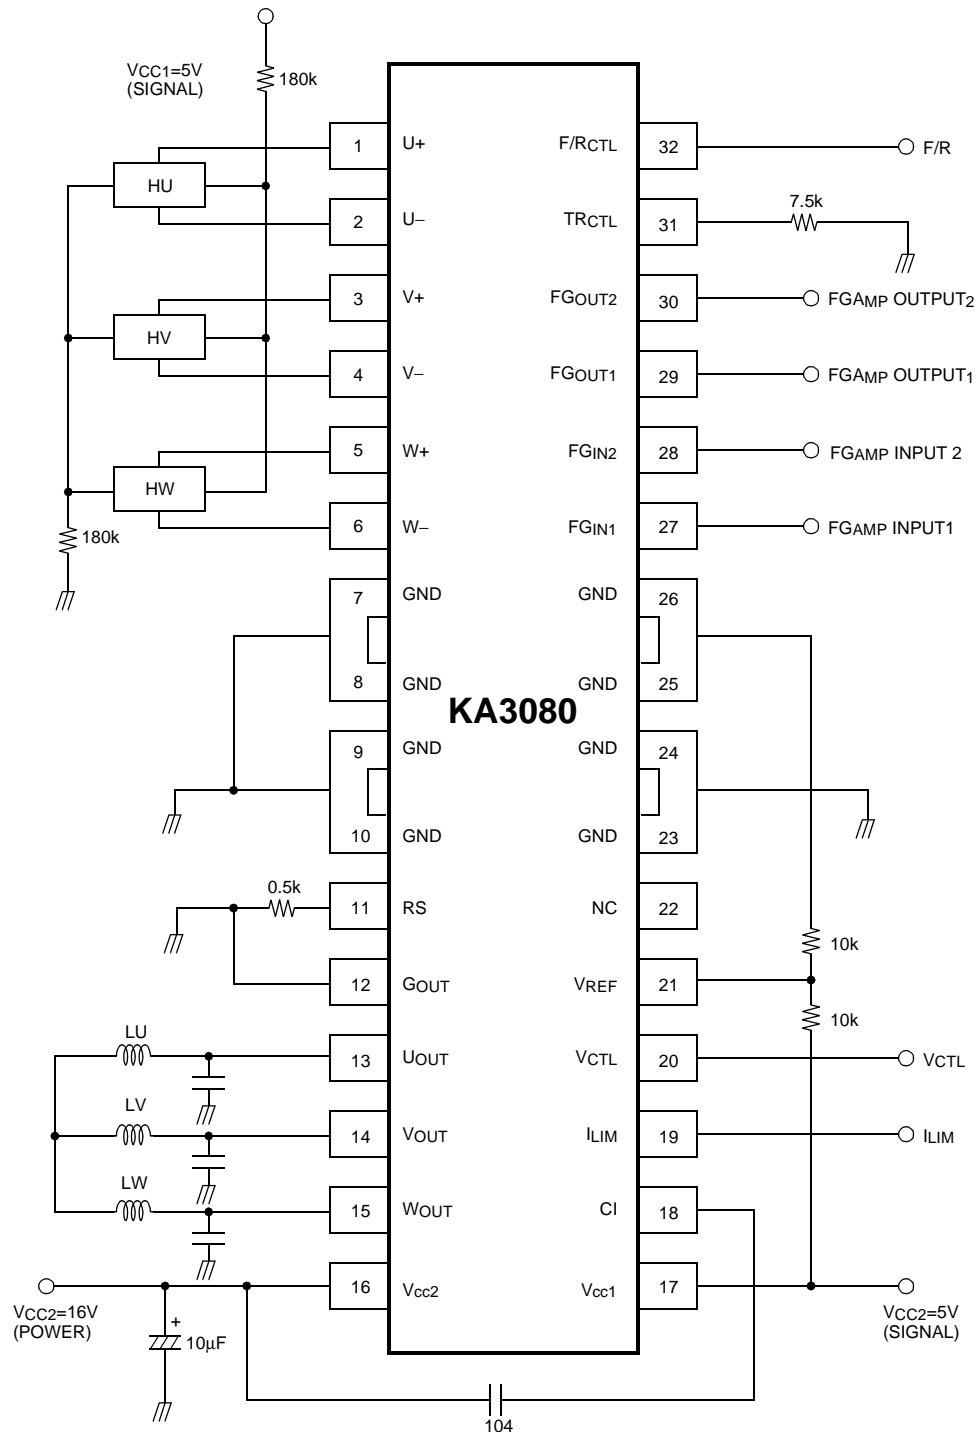 VCC1=5V
(SIGNAL)
180k
1 U+ F/RCTL 32 F/R
HU
7.5k
2 U− TRCTL 31
3 V+ FGOUT2 30 FGAMP OUTPUT2
HV
4 V− FGOUT1 29 FGAMP OUTPUT1
5 W+ FGIN2 28 FGAMP INPUT 2
HW
6 W− FGIN1 27 FGAMP INPUT1
180k
7 GND GND 26
8 GND GND 25
KA3080
9 GND GND 24
10 GND GND 23
0.5k
11 RS NC 22
10k
12 GOUT VREF 21
10k
LU
13 UOUT VCTL 20 VCTL
LV
14 VOUT ILIM 19 ILIM
LW
15 WOUT CI 18
16 Vcc2 Vcc1 17
VCC2=16V
(POWER)
VCC2=5V
(SIGNAL)
+
10µF
104